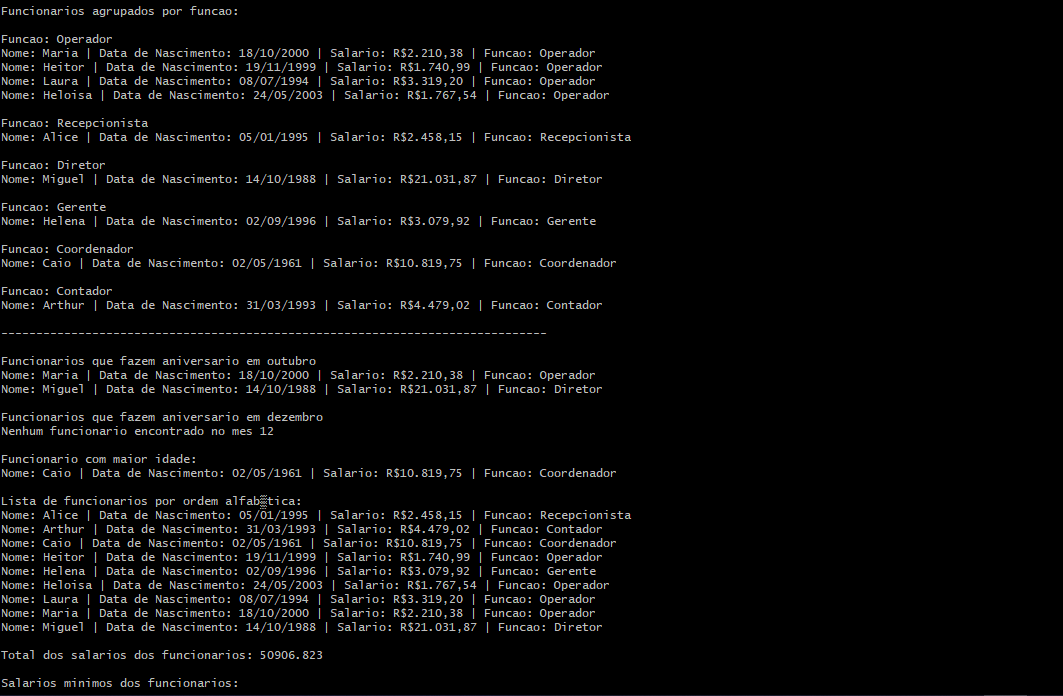 Funcionarios agrupados por funcao:

Funcao: Operador
Nome: Maria | Data de Nascimento: 18/10/2000 | Salario: R$2.210,38 | Funcao: Operador
Nome: Heitor | Data de Nascimento: 19/11/1999 | Salario: R$1.740,99 | Funcao: Operador
Nome: Laura | Data de Nascimento: 08/07/1994 | Salario: R$3.319,20 | Funcao: Operador
Nome: Heloisa | Data de Nascimento: 24/05/2003 | Salario: R$1.767,54 | Funcao: Operador

Funcao: Recepcionista
Nome: Alice | Data de Nascimento: 05/01/1995 | Salario: R$2.458,15 | Funcao: Recepcionista

Funcao: Diretor
Nome: Miguel | Data de Nascimento: 14/10/1988 | Salario: R$21.031,87 | Funcao: Diretor

Funcao: Gerente
Nome: Helena | Data de Nascimento: 02/09/1996 | Salario: R$3.079,92 | Funcao: Gerente

Funcao: Coordenador
Nome: Caio | Data de Nascimento: 02/05/1961 | Salario: R$10.819,75 | Funcao: Coordenador

Funcao: Contador
Nome: Arthur | Data de Nascimento: 31/03/1993 | Salario: R$4.479,02 | Funcao: Contador

------------------------------------------------------------------------------

Funcionarios que fazem aniversario em outubro
Nome: Maria | Data de Nascimento: 18/10/2000 | Salario: R$2.210,38 | Funcao: Operador
Nome: Miguel | Data de Nascimento: 14/10/1988 | Salario: R$21.031,87 | Funcao: Diretor

Funcionarios que fazem aniversario em dezembro
Nenhum funcionario encontrado no mes 12

Funcionario com maior idade:
Nome: Caio | Data de Nascimento: 02/05/1961 | Salario: R$10.819,75 | Funcao: Coordenador

Lista de funcionarios por ordem alfab▒tica:
Nome: Alice | Data de Nascimento: 05/01/1995 | Salario: R$2.458,15 | Funcao: Recepcionista
Nome: Arthur | Data de Nascimento: 31/03/1993 | Salario: R$4.479,02 | Funcao: Contador
Nome: Caio | Data de Nascimento: 02/05/1961 | Salario: R$10.819,75 | Funcao: Coordenador
Nome: Heitor | Data de Nascimento: 19/11/1999 | Salario: R$1.740,99 | Funcao: Operador
Nome: Helena | Data de Nascimento: 02/09/1996 | Salario: R$3.079,92 | Funcao: Gerente
Nome: Heloisa | Data de Nascimento: 24/05/2003 | Salario: R$1.767,54 | Funcao: Operador
Nome: Laura | Data de Nascimento: 08/07/1994 | Salario: R$3.319,20 | Funcao: Operador
Nome: Maria | Data de Nascimento: 18/10/2000 | Salario: R$2.210,38 | Funcao: Operador
Nome: Miguel | Data de Nascimento: 14/10/1988 | Salario: R$21.031,87 | Funcao: Diretor

Total dos salarios dos funcionarios: 50906.823

Salarios minimos dos funcionarios: